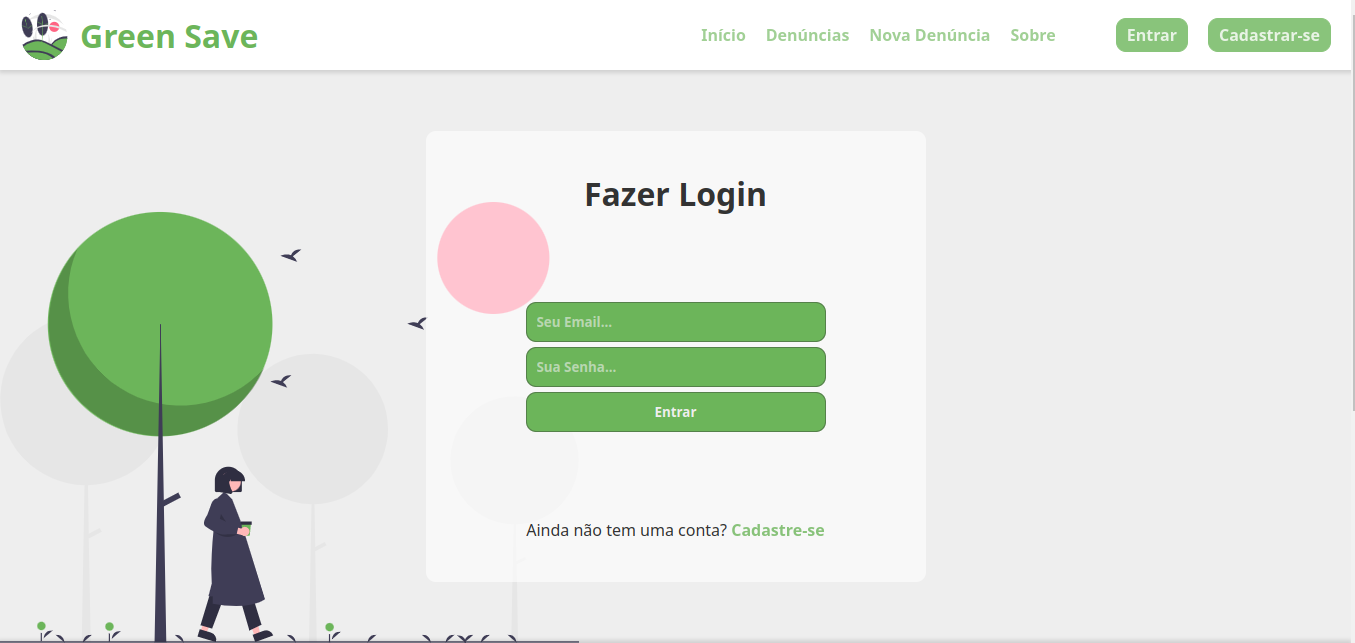 Green Save
Início Denúncias Nova Denúncia Sobre Entrar Cadastrar-se
Fazer Login
Seu Email...
Sua Senha...
Entrar
Ainda não tem uma conta? Cadastre-se